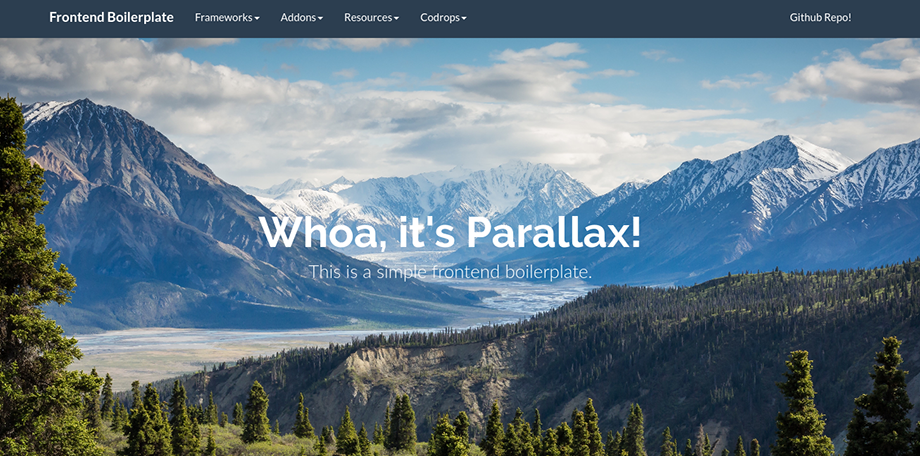 Frontend Boilerplate Frameworks Addons Resources Codrops Github Repo!
Whoa, it's Parallax!
This is a simple frontend boilerplate.